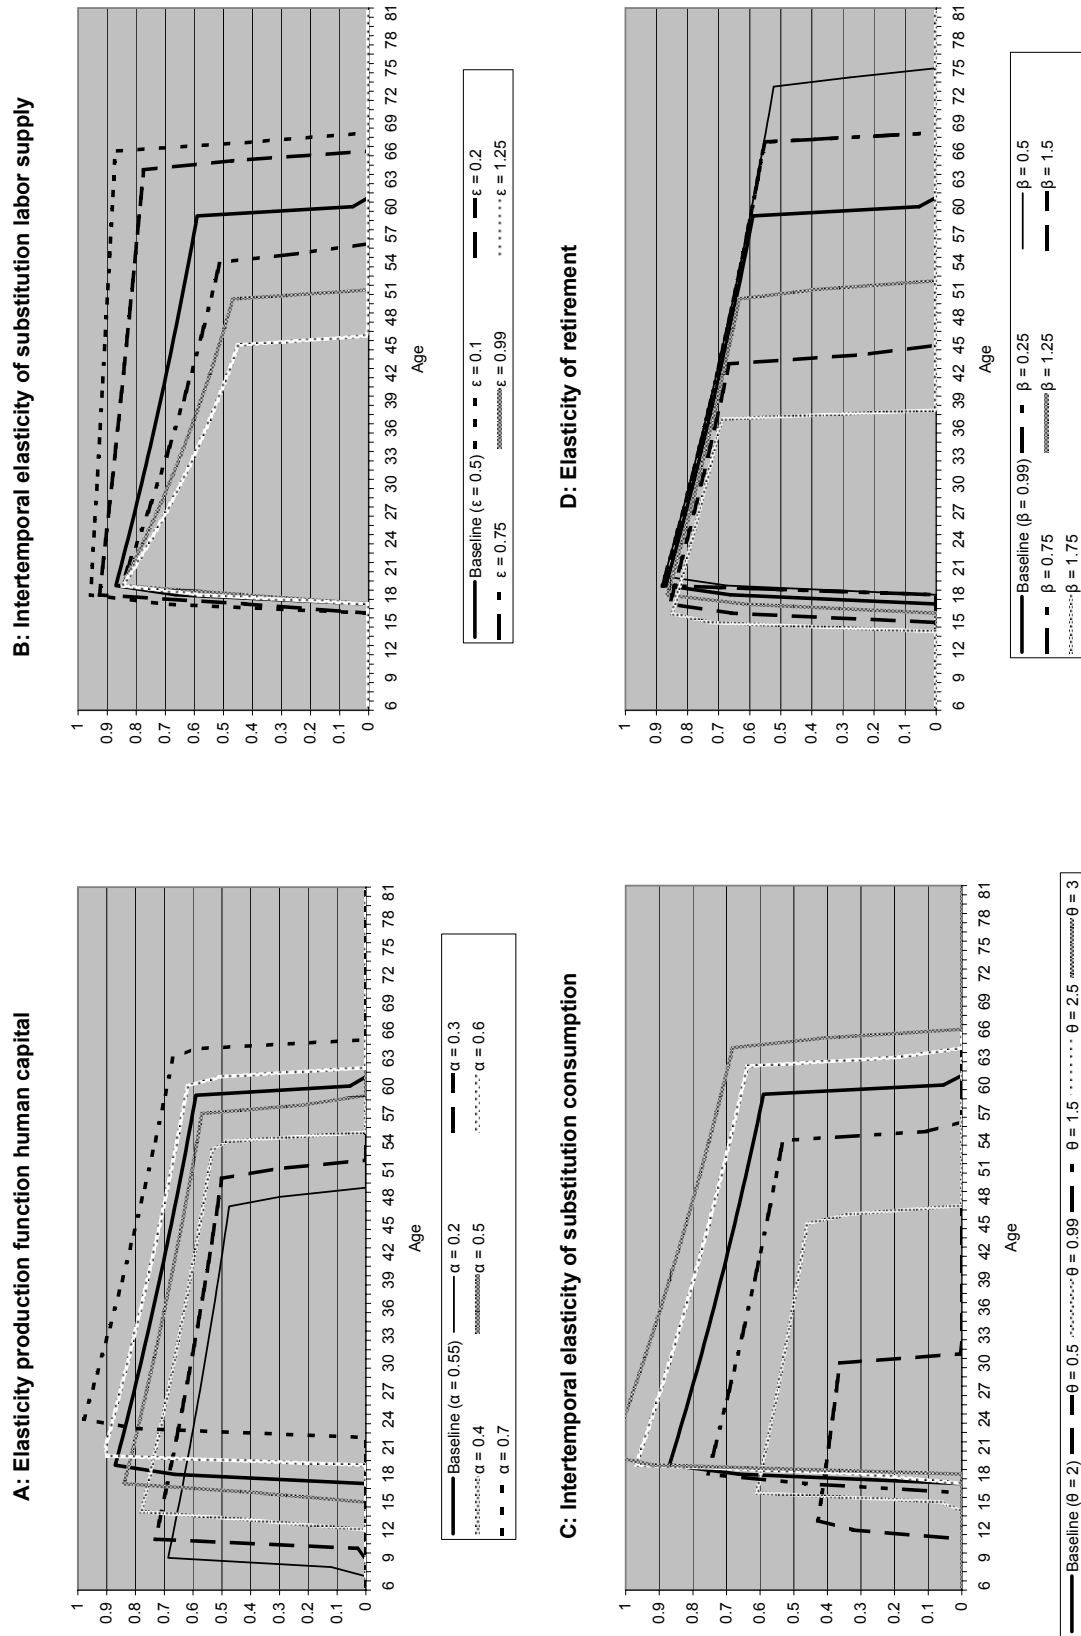 A: Elasticity production function human capital
1
0.9
0.8
0.7
0.6
0.5
0.4
0.3
0.2
0.1
0
6 9 12 15 18 21 24 27 30 33 36 39 42 45 48 51 54 57 60 63 66 69 72 75 78 81
Age
Baseline (α = 0.55) α = 0.2 α = 0.3
α = 0.4 α = 0.5 α = 0.6
α = 0.7
B: Intertemporal elasticity of substitution labor supply
1
0.9
0.8
0.7
0.6
0.5
0.4
0.3
0.2
0.1
0
6 9 12 15 18 21 24 27 30 33 36 39 42 45 48 51 54 57 60 63 66 69 72 75 78 81
Age
Baseline (ε = 0.5) ε = 0.1 ε = 0.2
ε = 0.75 ε = 0.99 ε = 1.25
C: Intertemporal elasticity of substitution consumption
1
0.9
0.8
0.7
0.6
0.5
0.4
0.3
0.2
0.1
0
6 9 12 15 18 21 24 27 30 33 36 39 42 45 48 51 54 57 60 63 66 69 72 75 78 81
Age
Baseline (θ = 2) θ = 0.5 θ = 0.99 θ = 1.5 θ = 2.5 θ = 3
D: Elasticity of retirement
1
0.9
0.8
0.7
0.6
0.5
0.4
0.3
0.2
0.1
0
6 9 12 15 18 21 24 27 30 33 36 39 42 45 48 51 54 57 60 63 66 69 72 75 78 81
Age
Baseline (β = 0.99) β = 0.25 β = 0.5
β = 0.75 β = 1.25 β = 1.5
β = 1.75